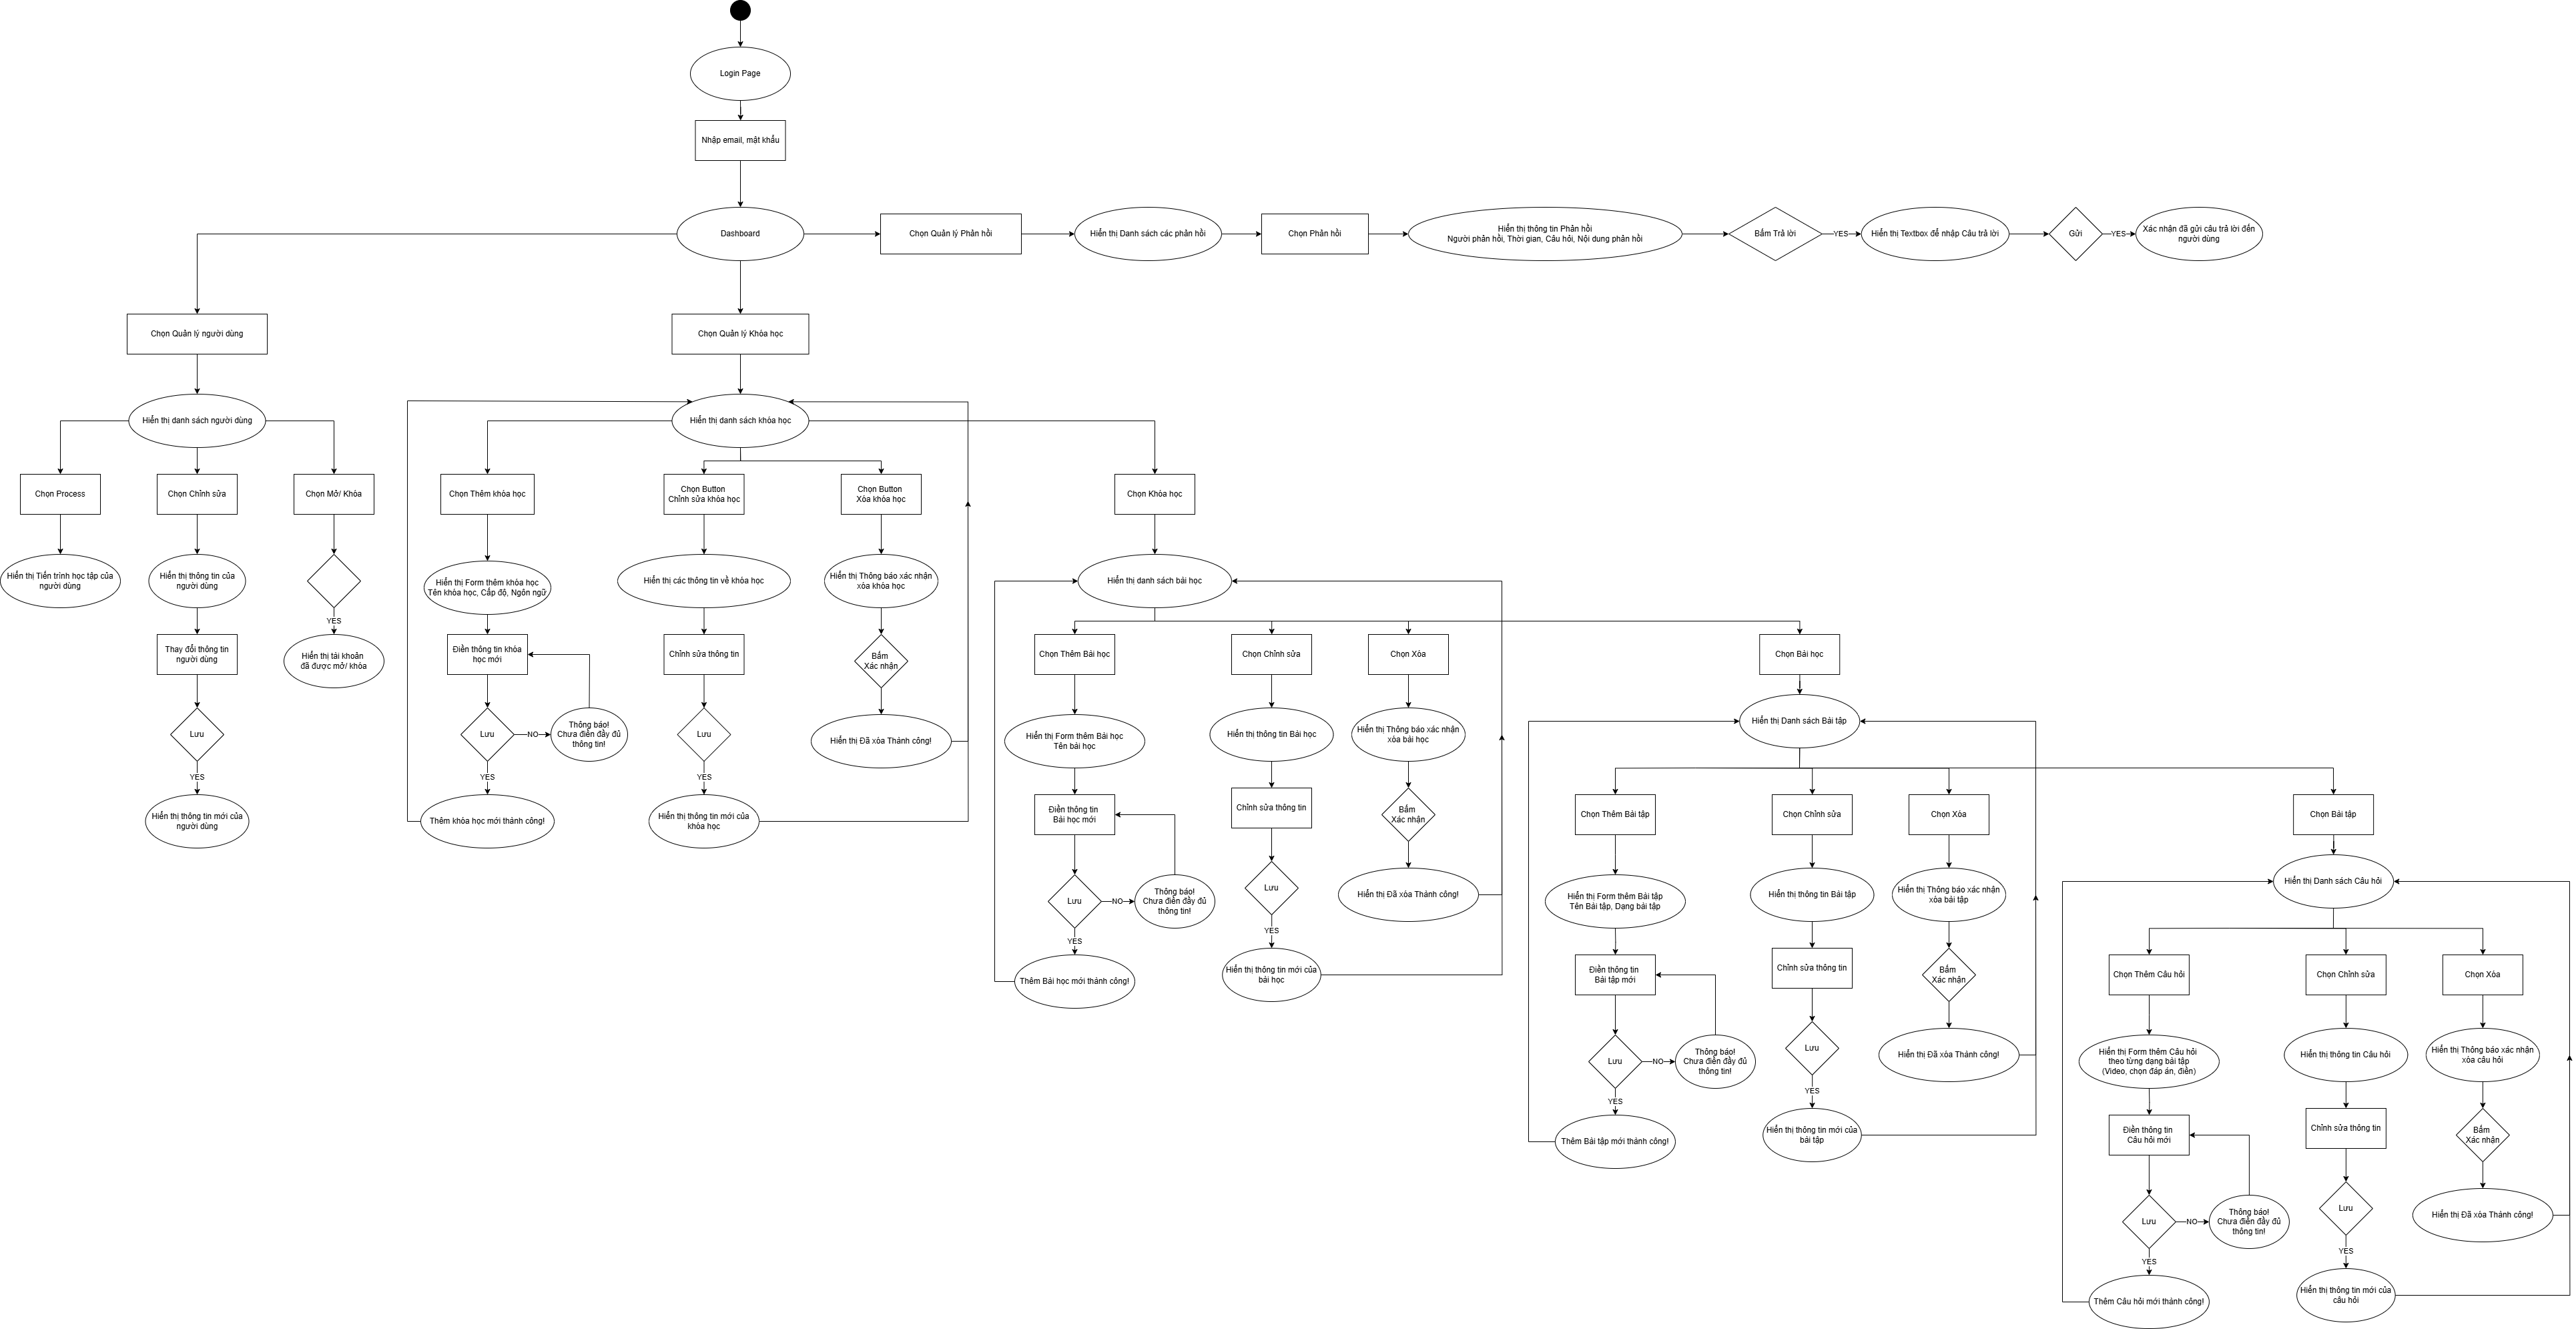 Login Page
Nhập email, mật khẩu
Dashboard
Chọn Quản lý Phản hồi
Hiển thị Danh sách các phản hồi
Chọn Phản hồi
Hiển thị thông tin Phản hồi
Người phản hồi, Thời gian, Câu hỏi, Nội dung phản hồi
Bấm Trả lời
YES
Hiển thị Textbox để nhập Câu trả lời
Gửi
YES
Xác nhận đã gửi câu trả lời đến
người dùng
Chọn Quản lý người dùng
Chọn Quản lý Khóa học
Hiển thị danh sách người dùng
Hiển thị danh sách khóa học
Chọn Process
Chọn Chỉnh sửa
Chọn Mở/ Khóa
Chọn Thêm khóa học
Chọn Button
Chỉnh sửa khóa học
Chọn Button
Xóa khóa học
Chọn Khóa học
Hiển thị Tiến trình học tập của
người dùng
Hiển thị thông tin của
người dùng
Hiển thị Form thêm khóa học
Tên khóa học, Cấp độ, Ngôn ngữ
Hiển thị các thông tin về khóa học
Hiển thị Thông báo xác nhận
xóa khóa học
Hiển thị danh sách bài học
YES
Thay đổi thông tin
người dùng
Hiển thị tài khoản
đã được mở/ khóa
Điền thông tin khóa
học mới
Chỉnh sửa thông tin
Bấm
Xác nhận
Chọn Thêm Bài học
Chọn Chỉnh sửa
Chọn Xóa
Chọn Bài học
Lưu
Lưu
NO
Thông báo!
Chưa điền đầy đủ
thông tin!
Lưu
Hiển thị Đã xóa Thành công!
Hiển thị Form thêm Bài học
Tên bài học
Hiển thị thông tin Bài học
Hiển thị Thông báo xác nhận
xóa bài học
Hiển thị Danh sách Bài tập
YES
YES
YES
Hiển thị thông tin mới của
người dùng
Thêm khóa học mới thành công!
Hiển thị thông tin mới của
khóa học
Điền thông tin
Bài học mới
Chỉnh sửa thông tin
Bấm
Xác nhận
Chọn Thêm Bài tập
Chọn Chỉnh sửa
Chọn Xóa
Chọn Bài tập
Lưu
NO
Thông báo!
Chưa điền đầy đủ
thông tin!
Lưu
Hiển thị Đã xóa Thành công!
Hiển thị Form thêm Bài tập
Tên Bài tập, Dạng bài tập
Hiển thị thông tin Bài tập
Hiển thị Thông báo xác nhận
xóa bài tập
Hiển thị Danh sách Câu hỏi
YES
YES
Thêm Bài học mới thành công!
Hiển thị thông tin mới của
bài học
Điền thông tin
Bài tập mới
Chỉnh sửa thông tin
Bấm
Xác nhận
Chọn Thêm Câu hỏi
Chọn Chỉnh sửa
Chọn Xóa
Lưu
NO
Thông báo!
Chưa điền đầy đủ
thông tin!
Lưu
Hiển thị Đã xóa Thành công!
Hiển thị Form thêm Câu hỏi
theo từng dạng bài tập
(Video, chọn đáp án, điền)
Hiển thị thông tin Câu hỏi
Hiển thị Thông báo xác nhận
xóa câu hỏi
YES
YES
Thêm Bài tập mới thành công!
Hiển thị thông tin mới của
bài tập
Điền thông tin
Câu hỏi mới
Chỉnh sửa thông tin
Bấm
Xác nhận
Lưu
NO
Thông báo!
Chưa điền đầy đủ
thông tin!
Lưu
Hiển thị Đã xóa Thành công!
YES
YES
Thêm Câu hỏi mới thành công!
Hiển thị thông tin mới của
câu hỏi